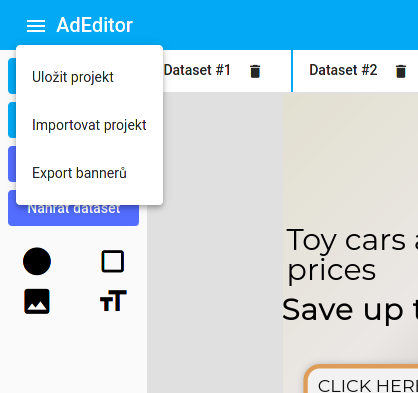 AdEditor
Uložit projekt
Importovat projekt
Export bannerů
Nahrát dataset
Dataset #1
Dataset #2
Toy cars
prices
Save up
CLICK HERE